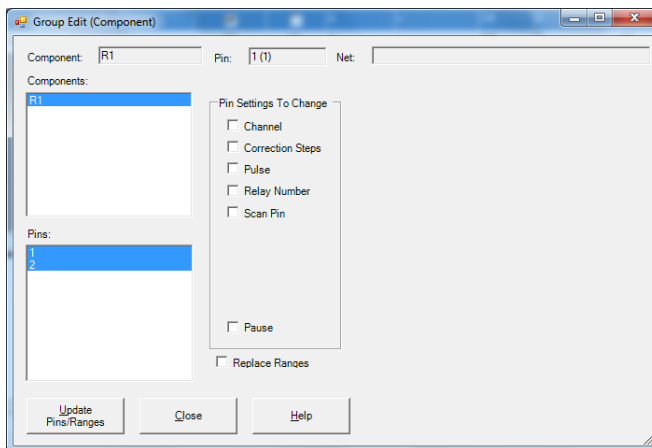 Group Edit (Component)
Component: R1 Pin: 1 (1) Net:
Components:
R1
Pin Settings To Change
Channel
Correction Steps
Pulse
Relay Number
Scan Pin
Pins:
1
2
Pause
Replace Ranges
Update
Pins/Ranges
Close
Help